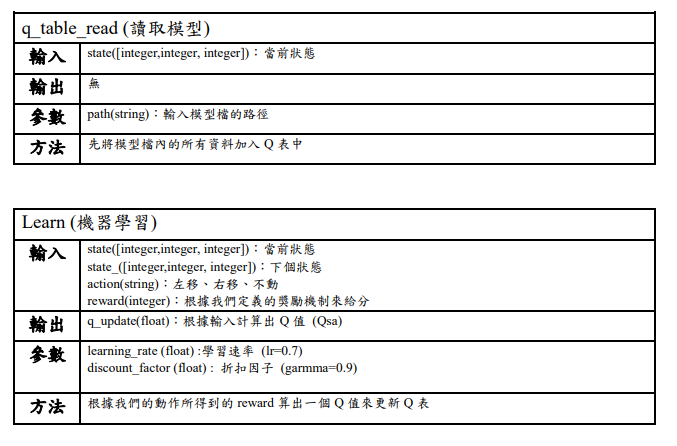 q_table_read (讀取模型)
輸入
state([integer,integer, integer])：當前狀態
輸出
無
參數
path(string)：輸入模型檔的路徑
方法
先將模型檔內的所有資料加入 Q 表中
Learn (機器學習)
輸入
state([integer,integer, integer])：當前狀態
state_([integer,integer, integer])：下個狀態
action(string)：左移、右移、不動
reward(integer)：根據我們定義的獎勵機制來給分
輸出
q_update(float)：根據輸入計算出 Q 值 (Qsa)
參數
learning_rate (float) :學習速率 (lr=0.7)
discount_factor (float)：折扣因子 (garmma=0.9)
方法
根據我們的動作所得到的 reward 算出一個 Q 值來更新 Q 表